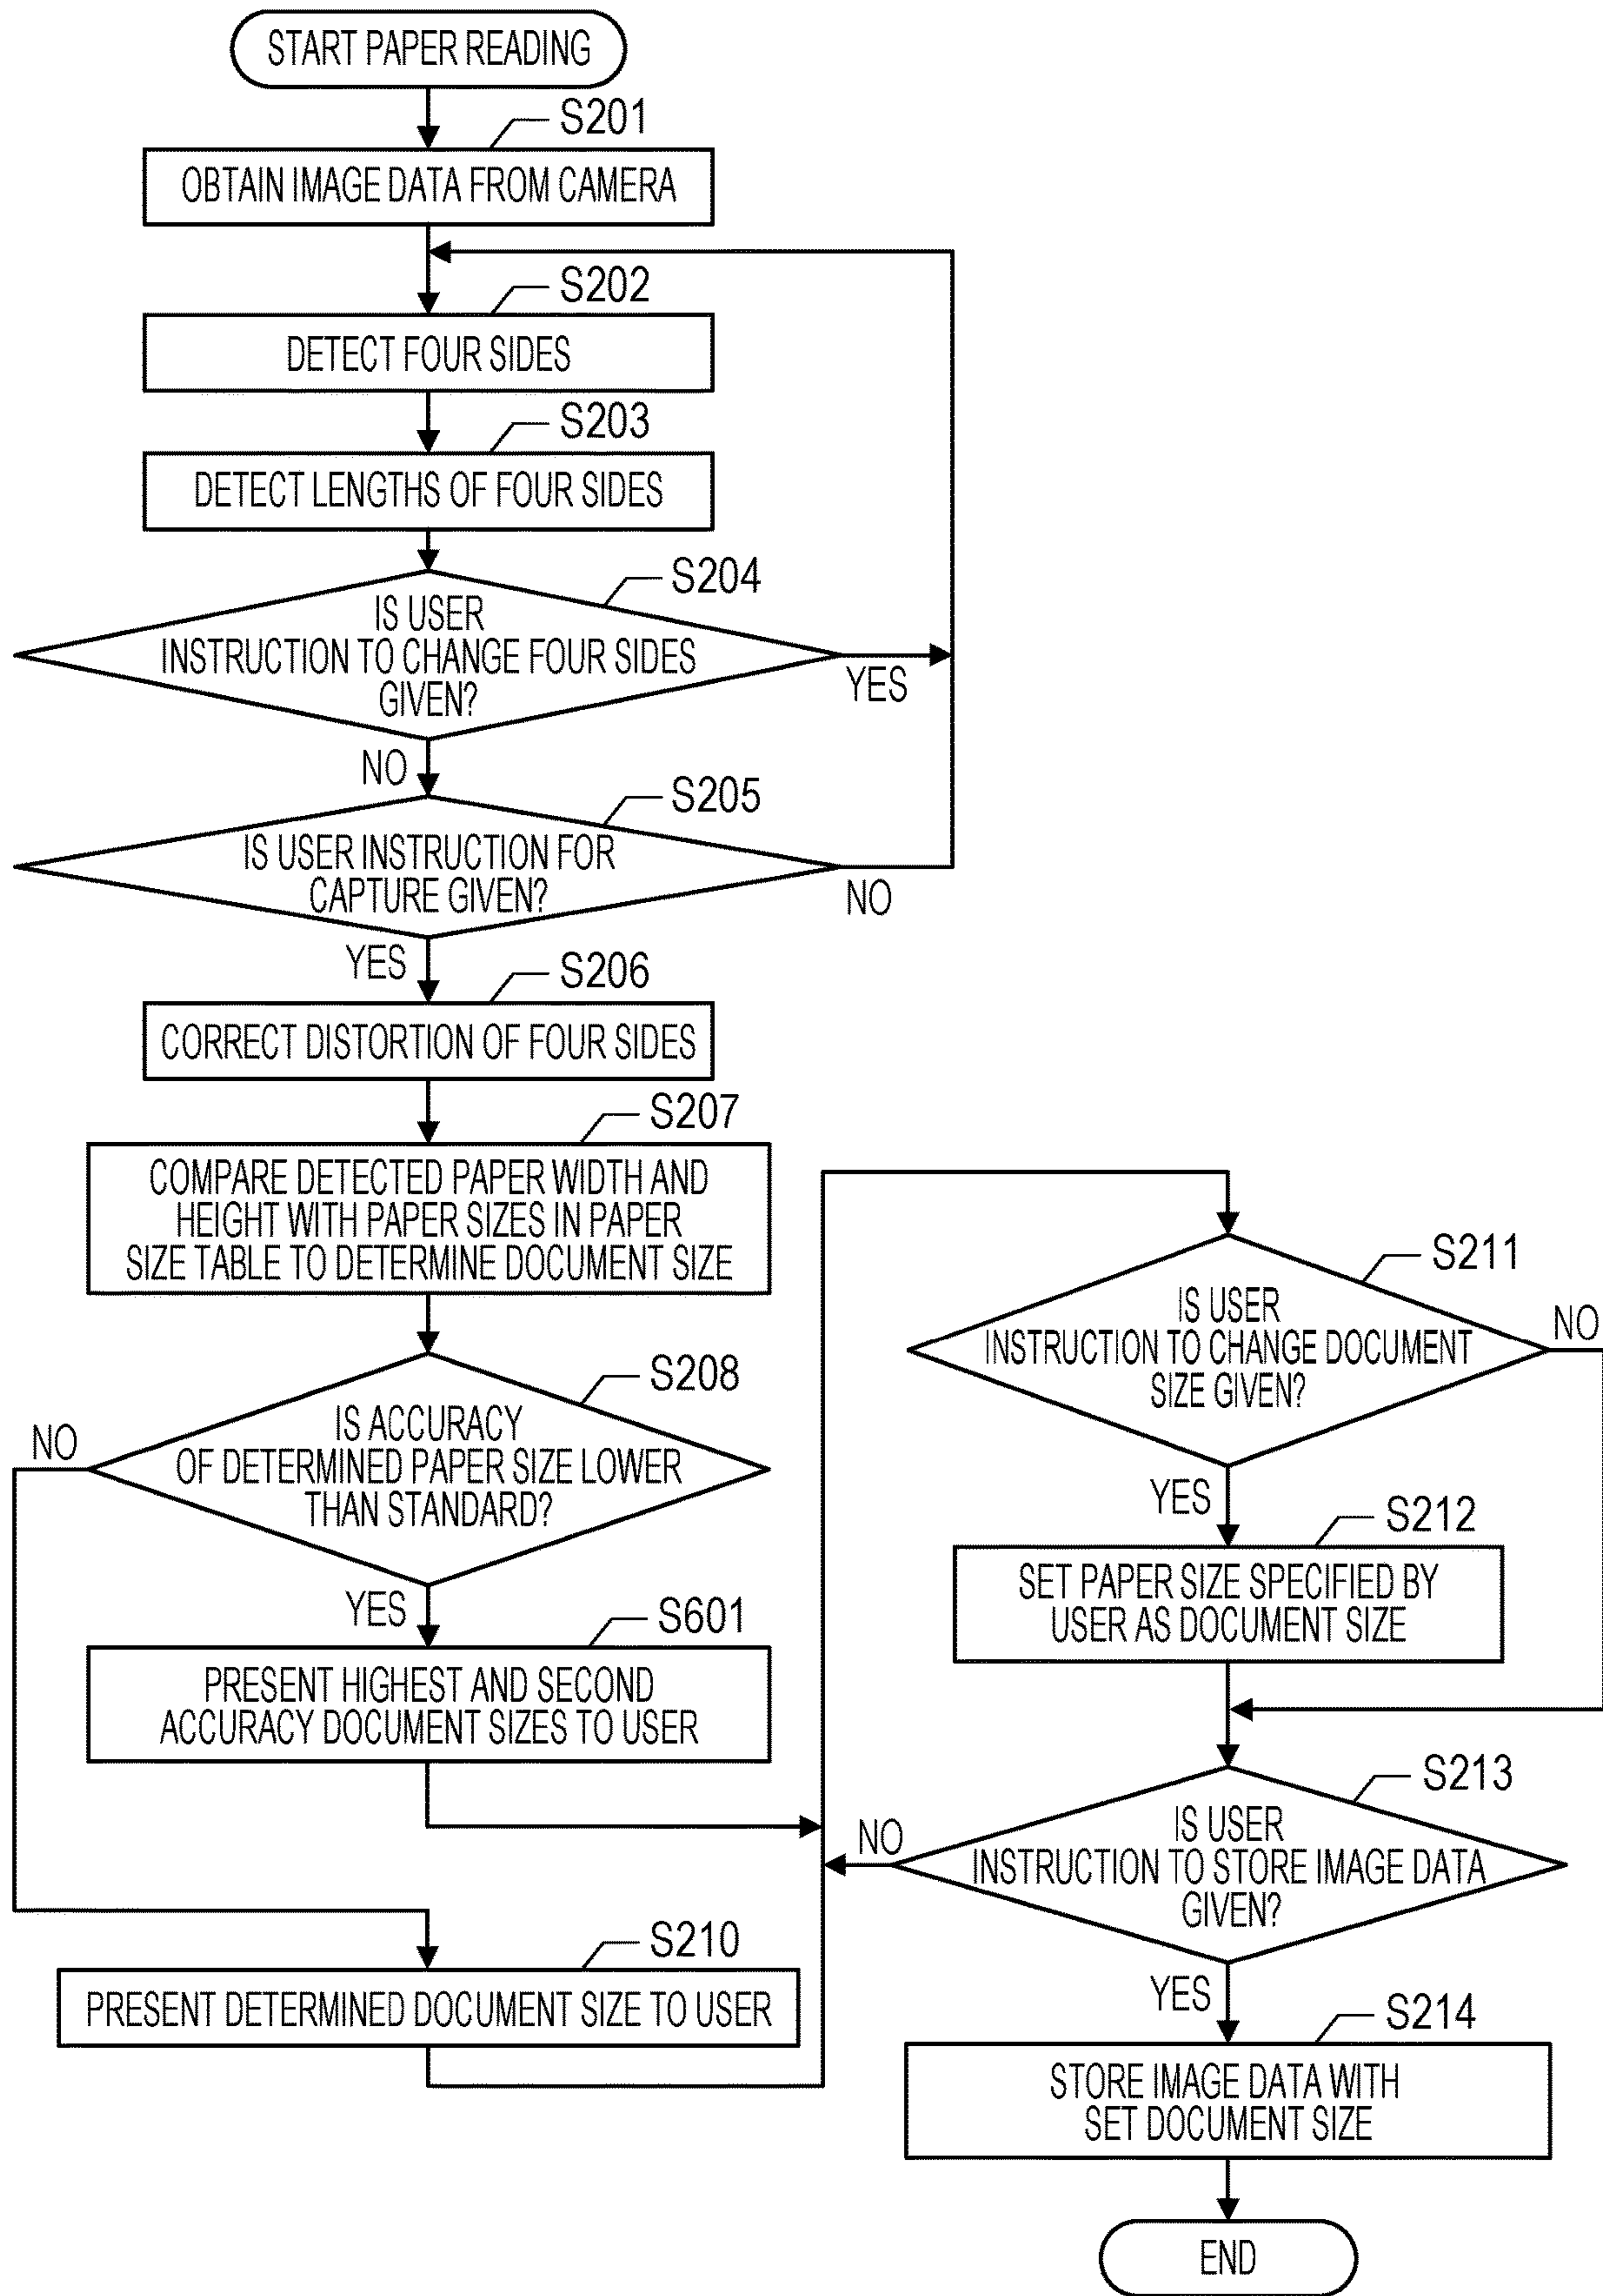 START PAPER READING
S201
OBTAIN IMAGE DATA FROM CAMERA
S202
DETECT FOUR SIDES
S203
DETECT LENGTHS OF FOUR SIDES
S204
IS USER
INSTRUCTION TO CHANGE FOUR SIDES
GIVEN?
YES
NO
S205
IS USER INSTRUCTION FOR
CAPTURE GIVEN?
NO
YES
S206
CORRECT DISTORTION OF FOUR SIDES
S207
COMPARE DETECTED PAPER WIDTH AND
HEIGHT WITH PAPER SIZES IN PAPER
SIZE TABLE TO DETERMINE DOCUMENT SIZE
S208
IS ACCURACY
OF DETERMINED PAPER SIZE LOWER
THAN STANDARD?
NO
YES
S601
PRESENT HIGHEST AND SECOND
ACCURACY DOCUMENT SIZES TO USER
S210
PRESENT DETERMINED DOCUMENT SIZE TO USER
S211
IS USER
INSTRUCTION TO CHANGE DOCUMENT
SIZE GIVEN?
NO
YES
S212
SET PAPER SIZE SPECIFIED BY
USER AS DOCUMENT SIZE
S213
IS USER
INSTRUCTION TO STORE IMAGE DATA
GIVEN?
NO
YES
S214
STORE IMAGE DATA WITH
SET DOCUMENT SIZE
END